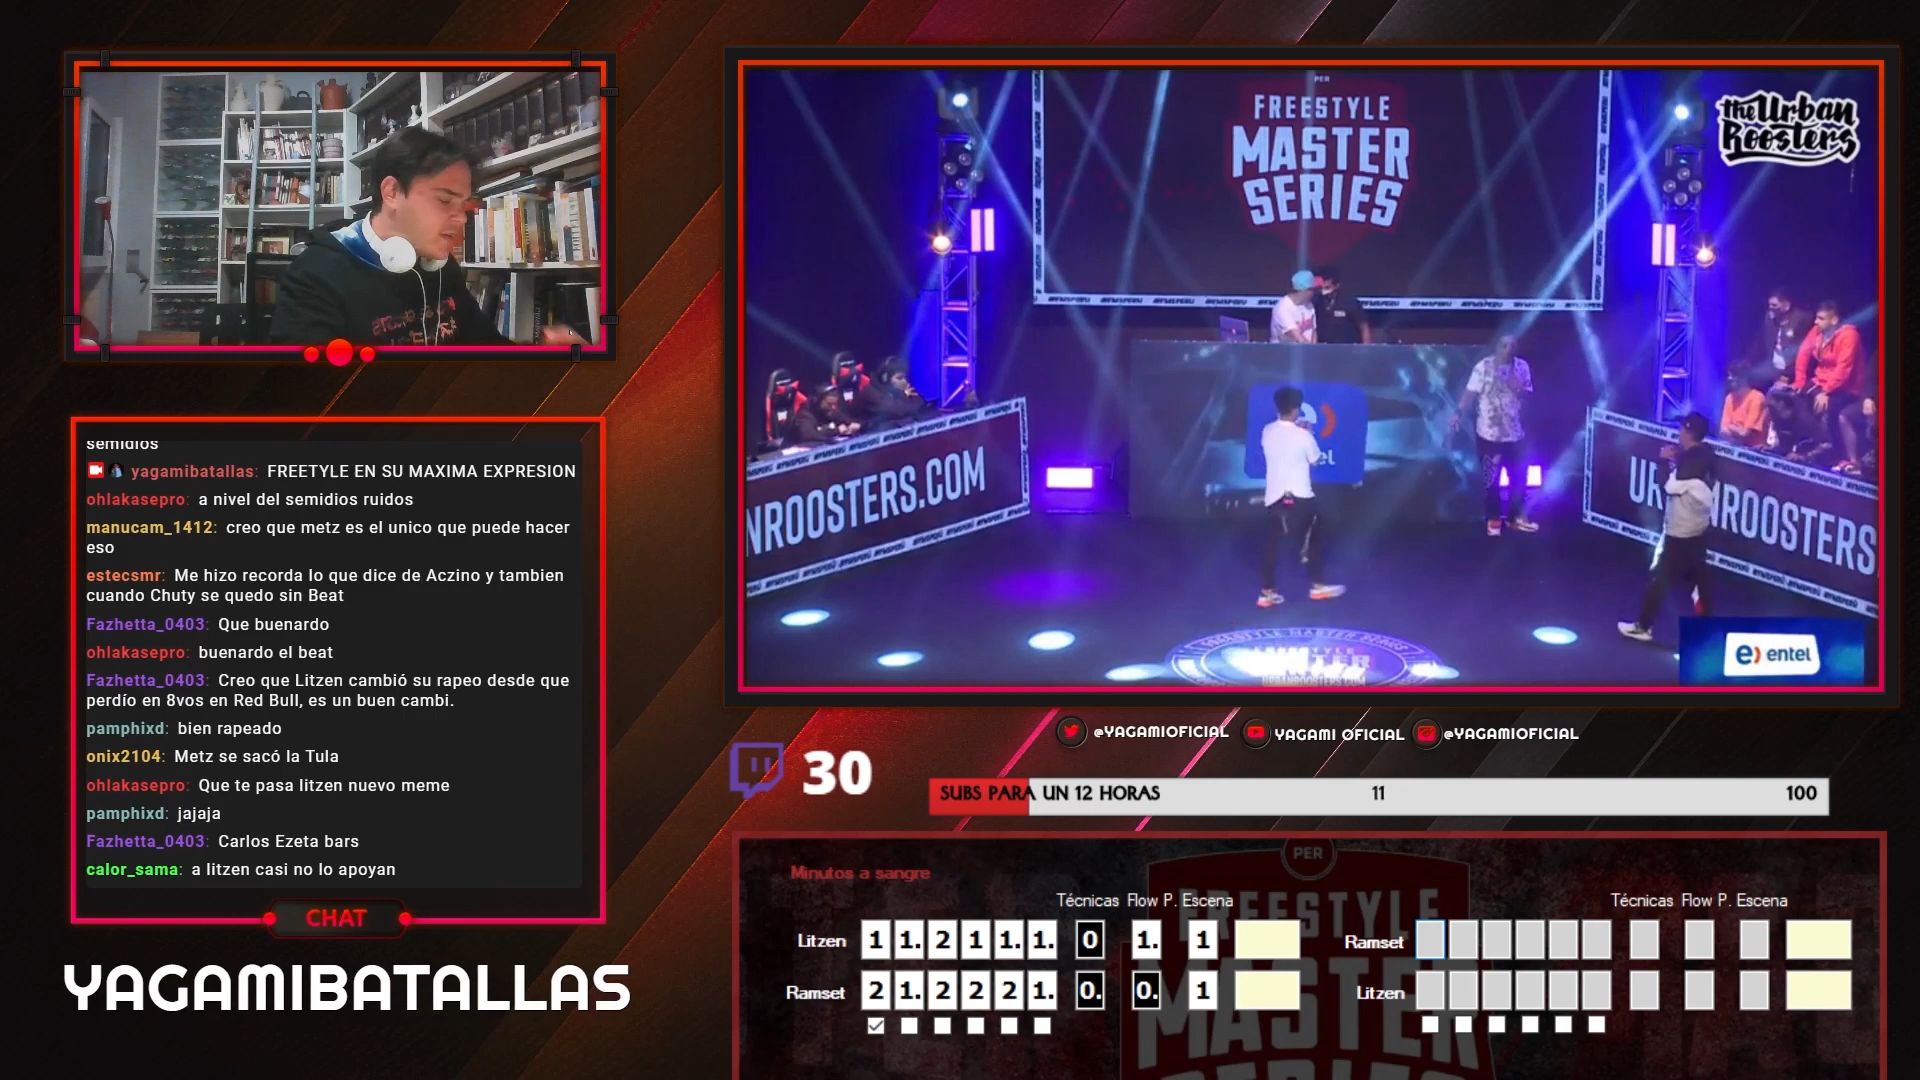 semidios
yagamibatallas: FREETYLE EN SU MAXIMA EXPRESION
ohlakasepro: a nivel del semidios ruidos
manucam_1412: creo que metz es el unico que puede hacer
eso
estecsmr: Me hizo recorda lo que dice de Aczino y tambien
cuando Chuty se quedo sin Beat
Fazhetta_0403: Que buenardo
ohlakasepro: buenardo el beat
Fazhetta_0403: Creo que Litzen cambió su rapeo desde que
perdío en 8vos en Red Bull, es un buen cambi.
pamphixd: bien rapeado
onix2104: Metz se sacó la Tula
ohlakasepro: Que te pasa litzen nuevo meme
pamphixd: jajaja
Fazhetta_0403: Carlos Ezeta bars
calor_sama: a litzen casi no lo apoyan
CHAT
YAGAMIBATALLAS
PER
FREESTYLE
MASTER
SERIES
the Urban
Roosters
NROOSTERS.COM
entel
@YAGAMIOFICIAL
YAGAMI OFICIAL
@YAGAMIOFICIAL
30
SUBS PARA UN 12 HORAS 11 100
PER
FREESTYLE
MASTER
Minutos a sangre
Técnicas Flow P. Escena
Litzen 1 1. 2 1 1. 1. 0 1. 1
Ramset 2 1. 2 2 2 1. 0. 0. 1
Técnicas Flow P. Escena
Ramset
Litzen